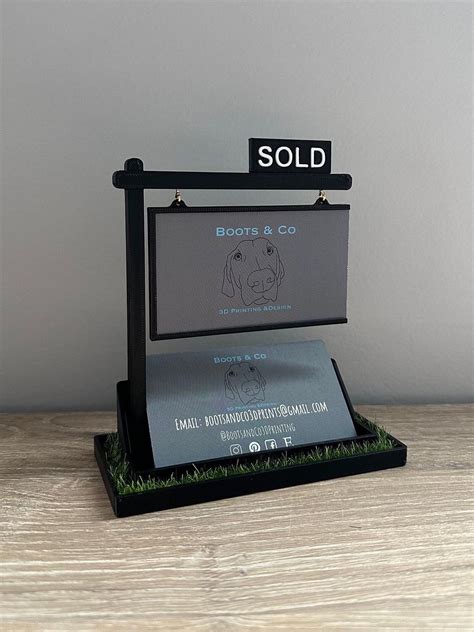 SOLD
BOOTS & CO
3D PRINTING & DESIGN
BOOTS & CO
EMAIL: BOOTSANDCO3DPRINTS@GMAIL.COM
@BOOTSANDCO3DPRINTING